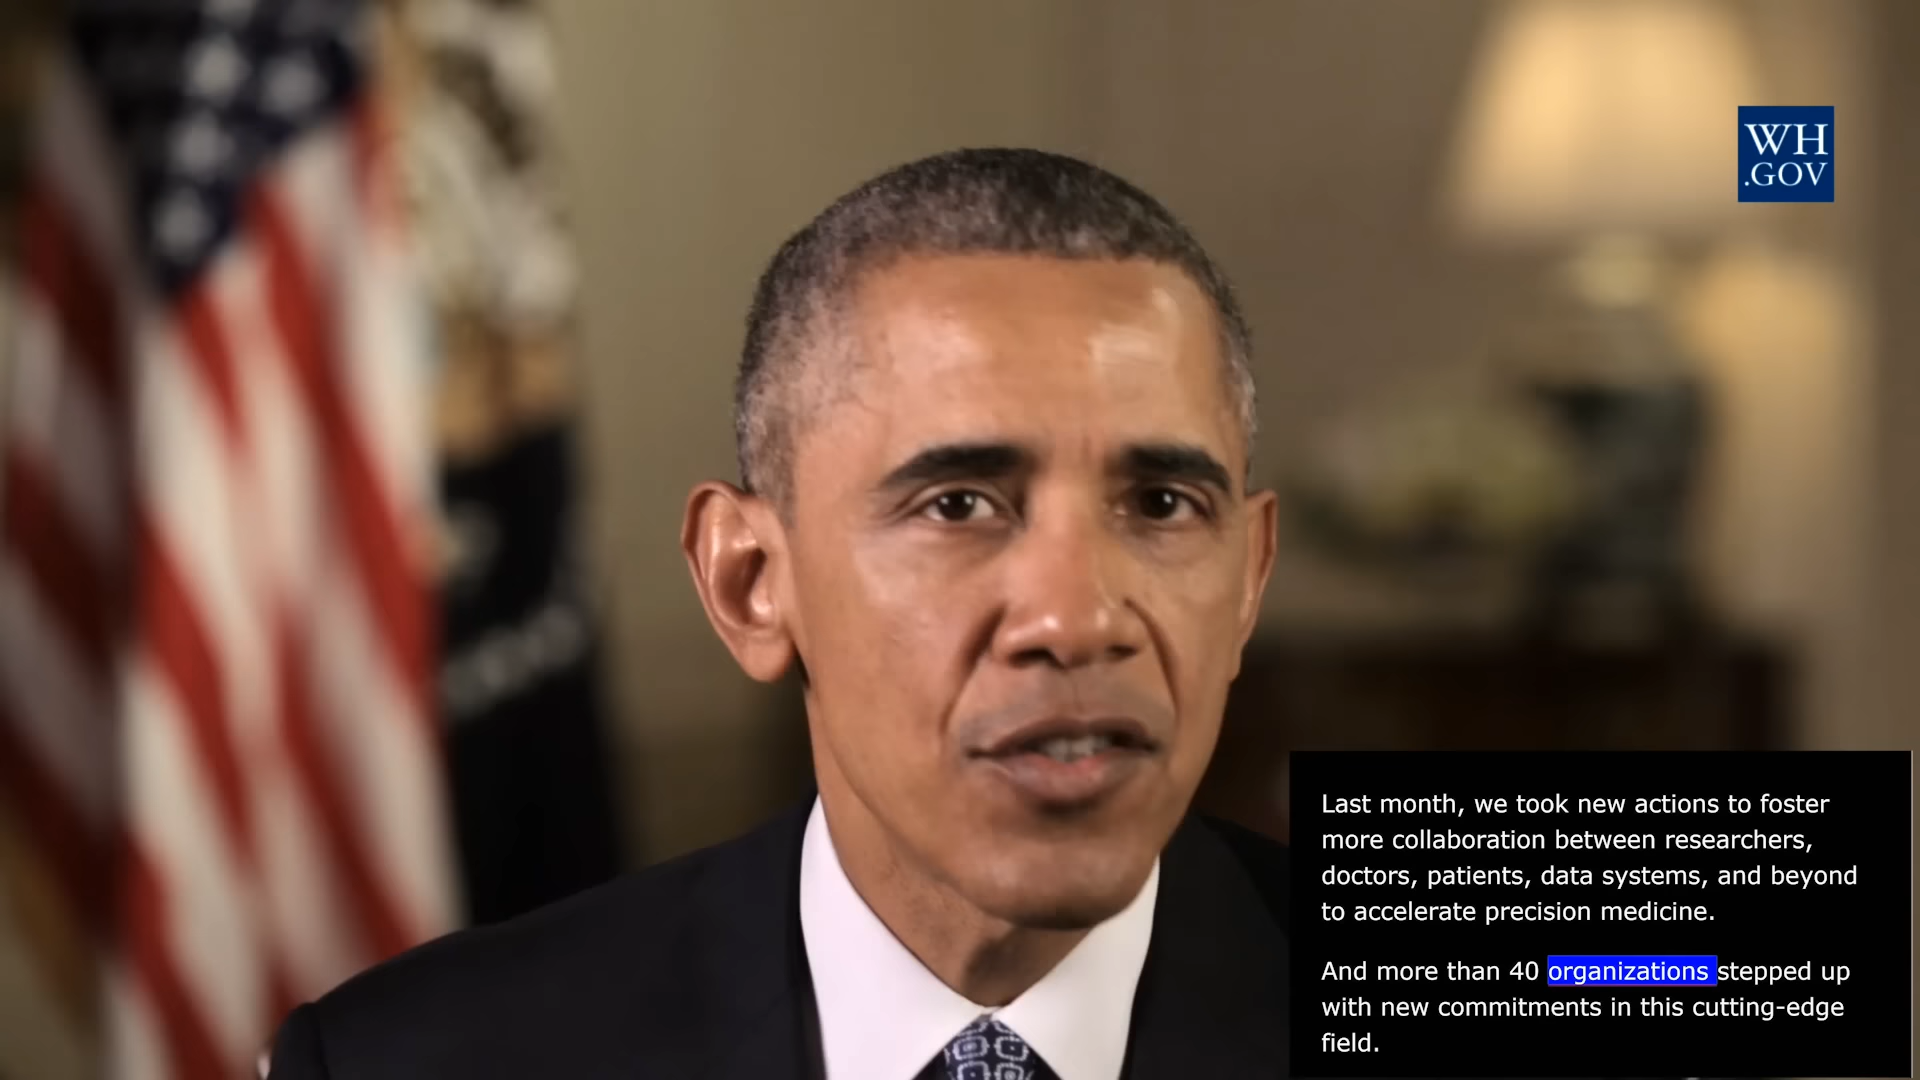 WH
.GOV
Last month, we took new actions to foster
more collaboration between researchers,
doctors, patients, data systems, and beyond
to accelerate precision medicine.
And more than 40 organizations stepped up
with new commitments in this cutting-edge
field.